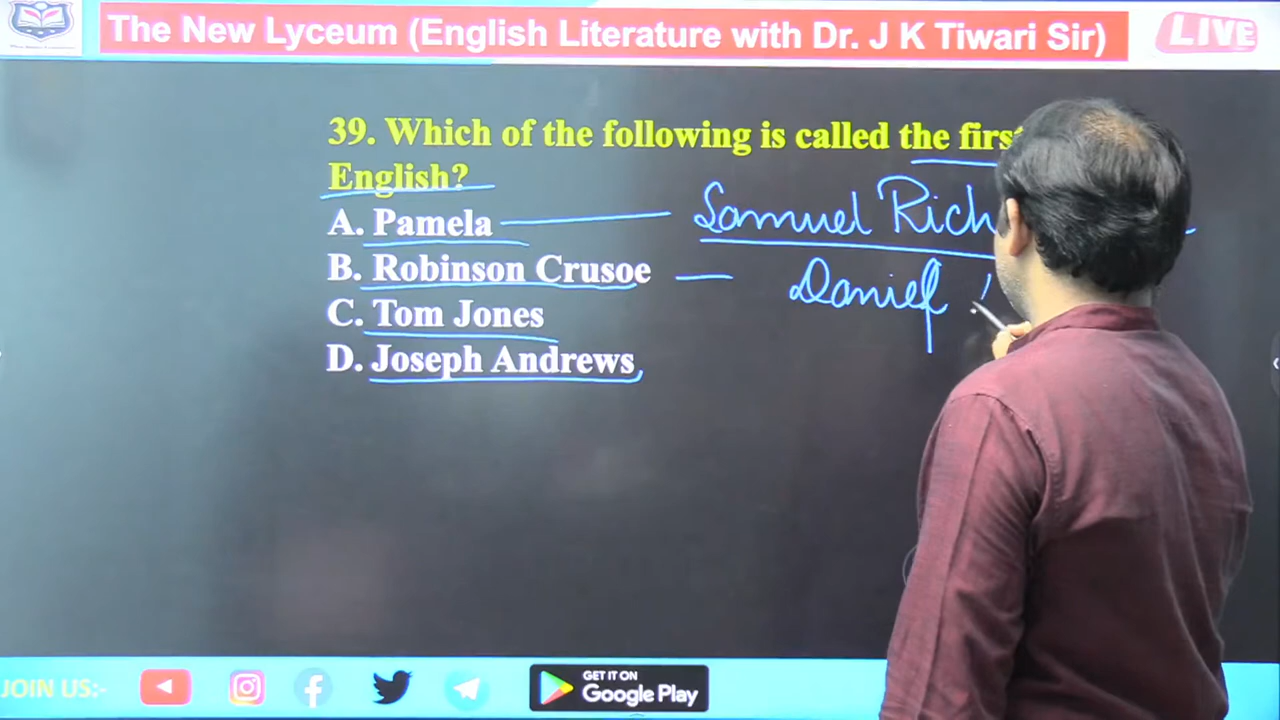 The New Lyceum (English Literature with Dr. J K Tiwari Sir)
LIVE
39. Which of the following is called the firs
English?
A. Pamela
Samuel Rich
B. Robinson Crusoe
Daniel
C. Tom Jones
D. Joseph Andrews
JOIN US:-
GET IT ON
Google Play